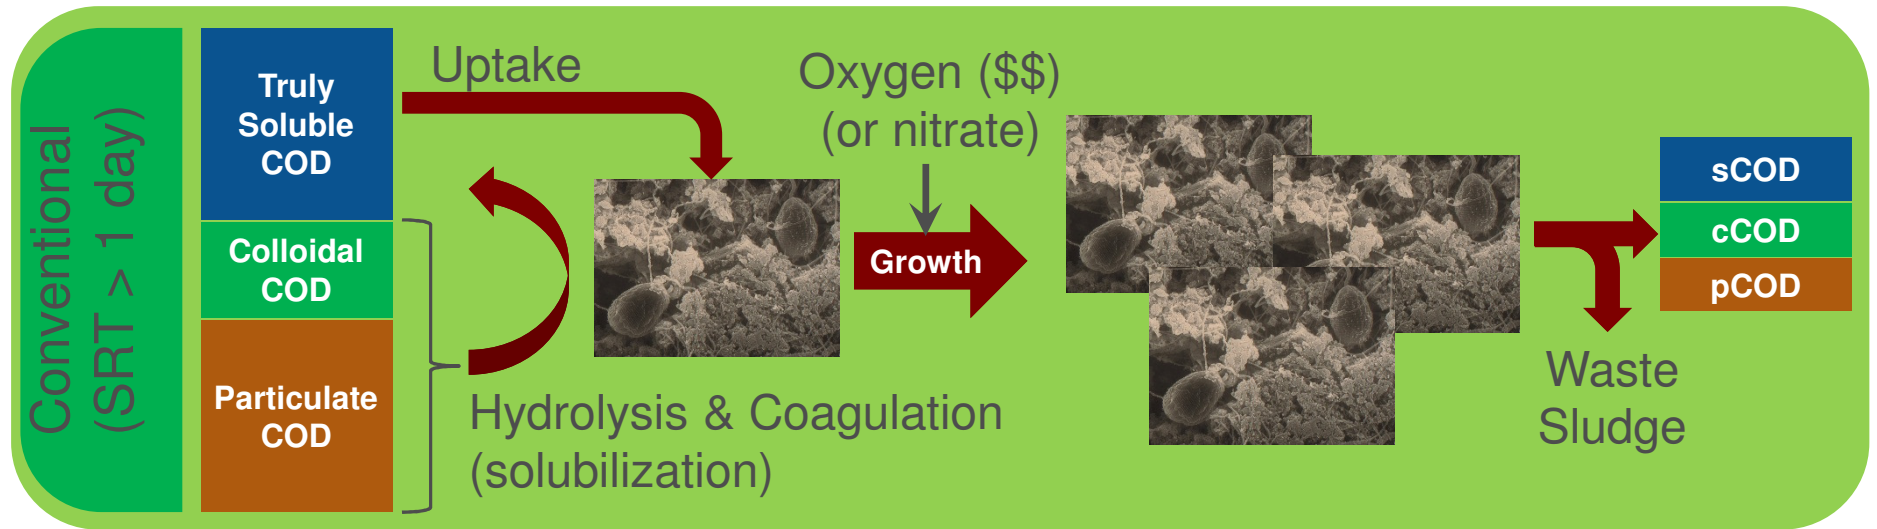 Conventional
(SRT > 1 day)
Truly
Soluble
COD
Colloidal
COD
Particulate
COD
Uptake
Hydrolysis & Coagulation
(solubilization)
Oxygen ($$)
(or nitrate)
Growth
Waste
Sludge
sCOD
cCOD
pCOD